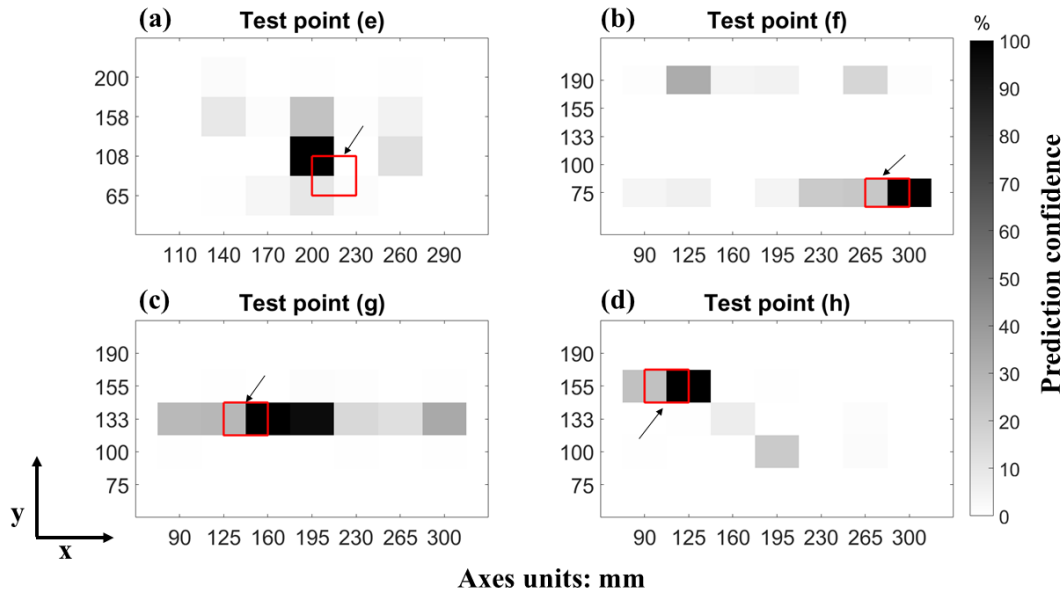 (a) Test point (e)
200
158
108
65
110 140 170 200 230 260 290
(b) Test point (f)
190
155
133
100
75
90 125 160 195 230 265 300
%
100
90
80
70
60
50
40
30
20
10
0
Prediction confidence
(c) Test point (g)
190
155
133
100
75
90 125 160 195 230 265 300
(d) Test point (h)
190
155
133
100
75
90 125 160 195 230 265 300
y
x
Axes units: mm